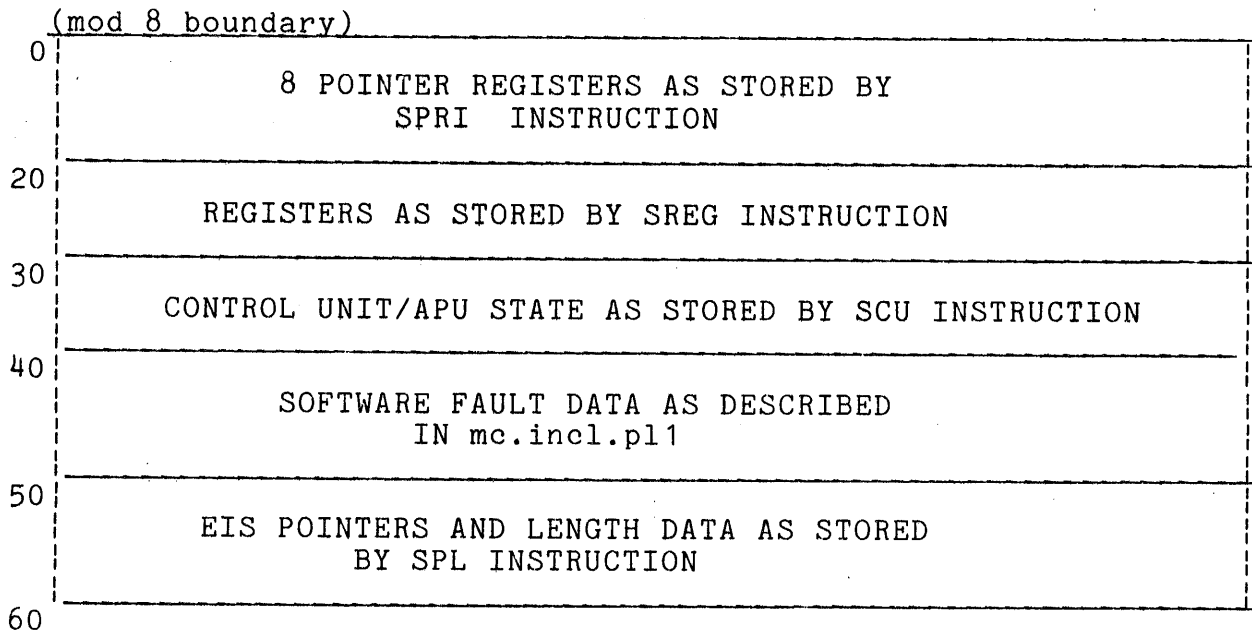 (mod 8 boundary)
0
8 POINTER REGISTERS AS STORED BY
SPRI INSTRUCTION
20
REGISTERS AS STORED BY SREG INSTRUCTION
30
CONTROL UNIT/APU STATE AS STORED BY SCU INSTRUCTION
40
SOFTWARE FAULT DATA AS DESCRIBED
IN mc.incl.pl1
50
EIS POINTERS AND LENGTH DATA AS STORED
BY SPL INSTRUCTION
60